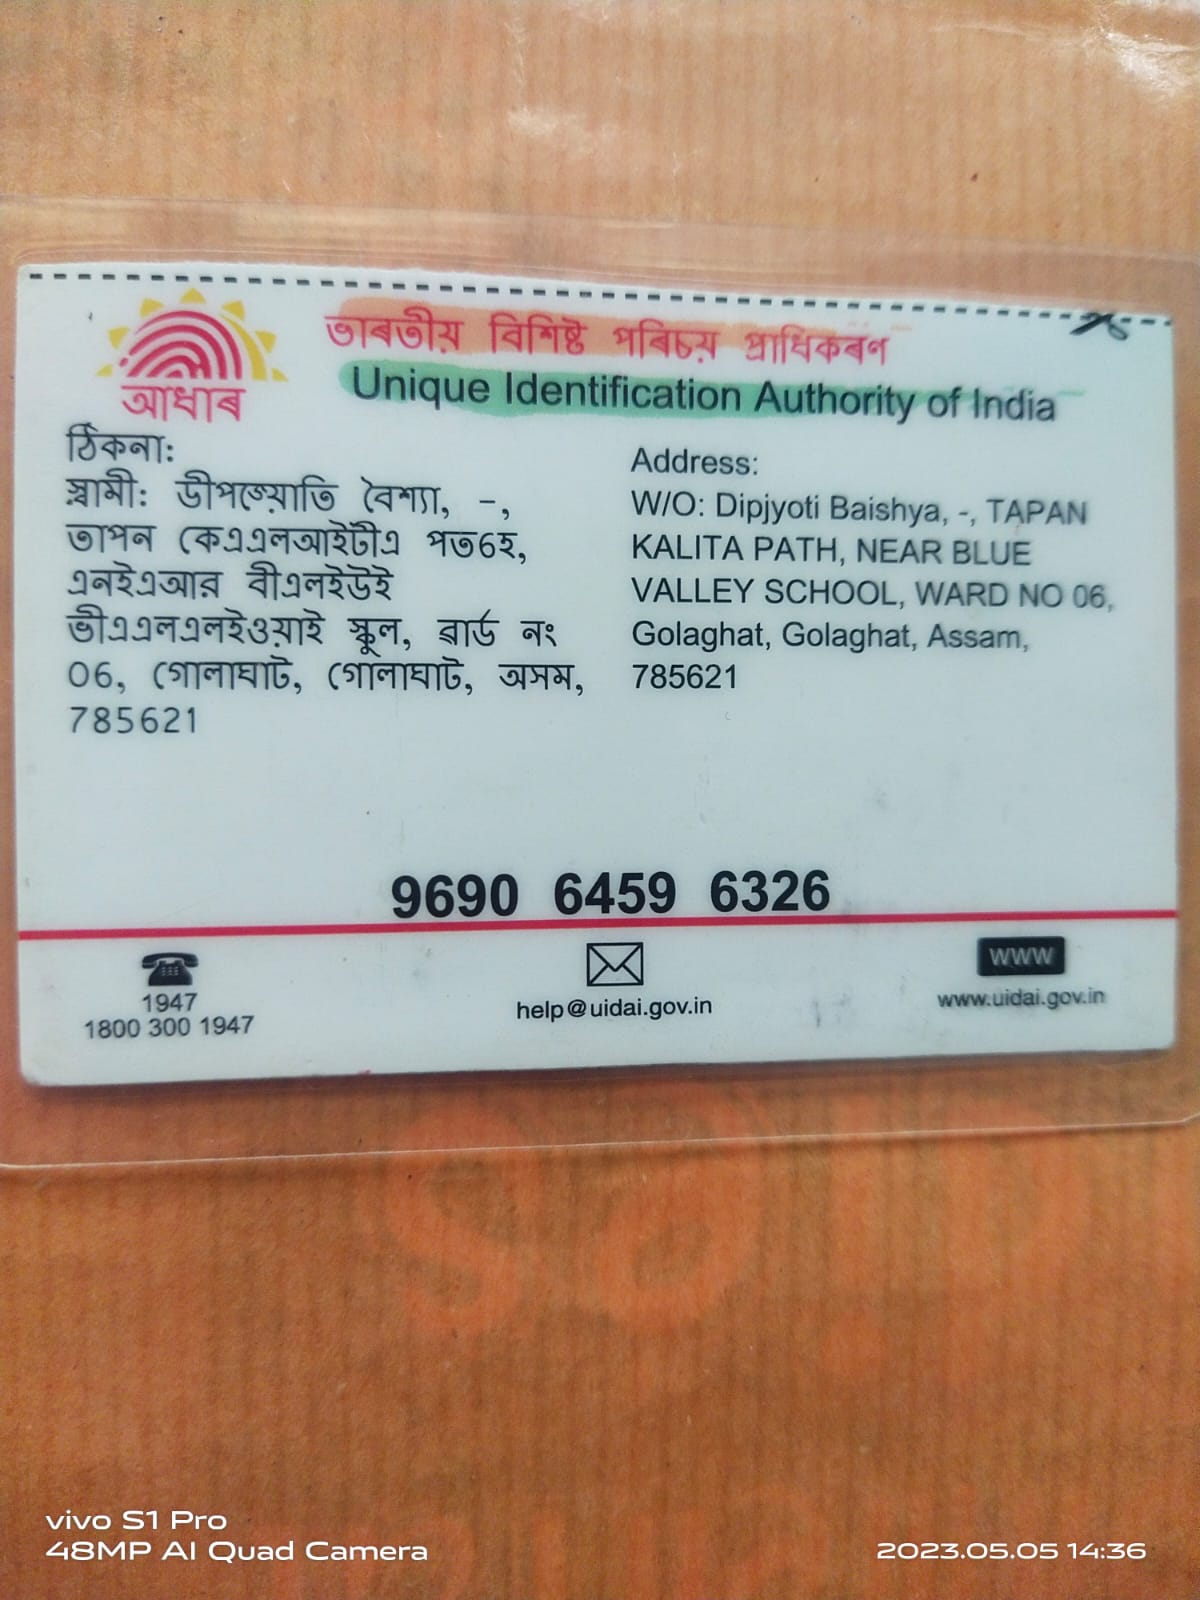 ভাৰতীয় বিশিষ্ট পৰিচয় প্ৰাধিকৰণ
Unique Identification Authority of India
আধাৰ
ঠিকনা:
স্বামী: ডীপজ্যোতি বৈশ্যা, -,
তাপন কেএএলআইটীএ পত6হ,
এনইএআর বীএলইউই
ভীএএলএলইওয়াই স্কুল, ৱাৰ্ড নং
06, গোলাঘাট, গোলাঘাট, অসম,
785621
Address:
W/O: Dipjyoti Baishya, -, TAPAN
KALITA PATH, NEAR BLUE
VALLEY SCHOOL, WARD NO 06,
Golaghat, Golaghat, Assam,
785621
9690 6459 6326
1947
1800 300 1947
help@uidai.gov.in
WWW
www.uidai.gov.in
vivo S1 Pro
48MP AI Quad Camera
2023.05.05 14:36